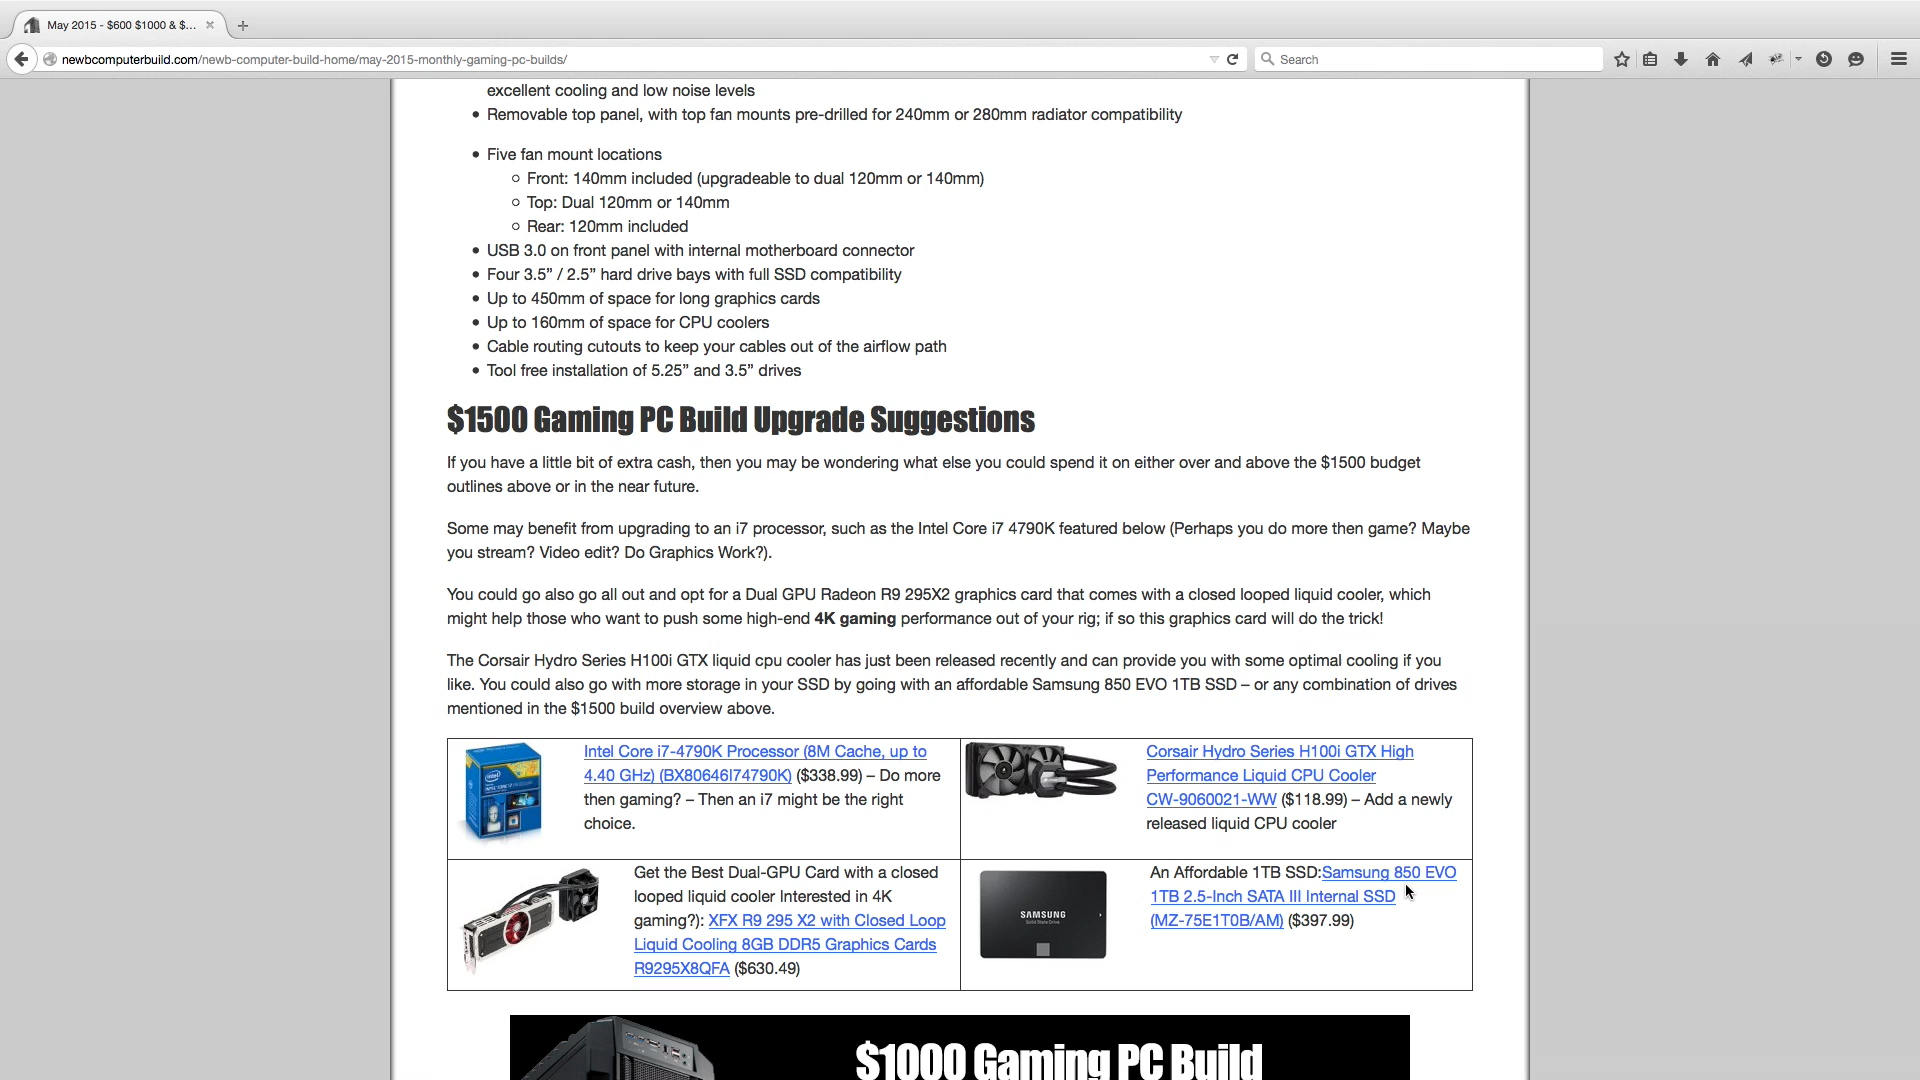 May 2015 - $600 $1000 & $...
newbcomputerbuild.com/newb-computer-build-home/may-2015-monthly-gaming-pc-builds/
Search
excellent cooling and low noise levels
Removable top panel, with top fan mounts pre-drilled for 240mm or 280mm radiator compatibility
Five fan mount locations
Front: 140mm included (upgradeable to dual 120mm or 140mm)
Top: Dual 120mm or 140mm
Rear: 120mm included
USB 3.0 on front panel with internal motherboard connector
Four 3.5” / 2.5” hard drive bays with full SSD compatibility
Up to 450mm of space for long graphics cards
Up to 160mm of space for CPU coolers
Cable routing cutouts to keep your cables out of the airflow path
Tool free installation of 5.25” and 3.5” drives
$1500 Gaming PC Build Upgrade Suggestions
If you have a little bit of extra cash, then you may be wondering what else you could spend it on either over and above the $1500 budget
outlines above or in the near future.
Some may benefit from upgrading to an i7 processor, such as the Intel Core i7 4790K featured below (Perhaps you do more then game? Maybe
you stream? Video edit? Do Graphics Work?).
You could go also go all out and opt for a Dual GPU Radeon R9 295X2 graphics card that comes with a closed looped liquid cooler, which
might help those who want to push some high-end 4K gaming performance out of your rig; if so this graphics card will do the trick!
The Corsair Hydro Series H100i GTX liquid cpu cooler has just been released recently and can provide you with some optimal cooling if you
like. You could also go with more storage in your SSD by going with an affordable Samsung 850 EVO 1TB SSD – or any combination of drives
mentioned in the $1500 build overview above.
Intel Core i7-4790K Processor (8M Cache, up to
4.40 GHz) (BX80646I74790K) ($338.99) – Do more
then gaming? – Then an i7 might be the right
choice.
Corsair Hydro Series H100i GTX High
Performance Liquid CPU Cooler
CW-9060021-WW ($118.99) – Add a newly
released liquid CPU cooler
Get the Best Dual-GPU Card with a closed
looped liquid cooler Interested in 4K
gaming?): XFX R9 295 X2 with Closed Loop
Liquid Cooling 8GB DDR5 Graphics Cards
R9295X8QFA ($630.49)
SAMSUNG
Solid State Drive
An Affordable 1TB SSD:Samsung 850 EVO
1TB 2.5-Inch SATA III Internal SSD
(MZ-75E1T0B/AM) ($397.99)
$1000 Gaming PC Build